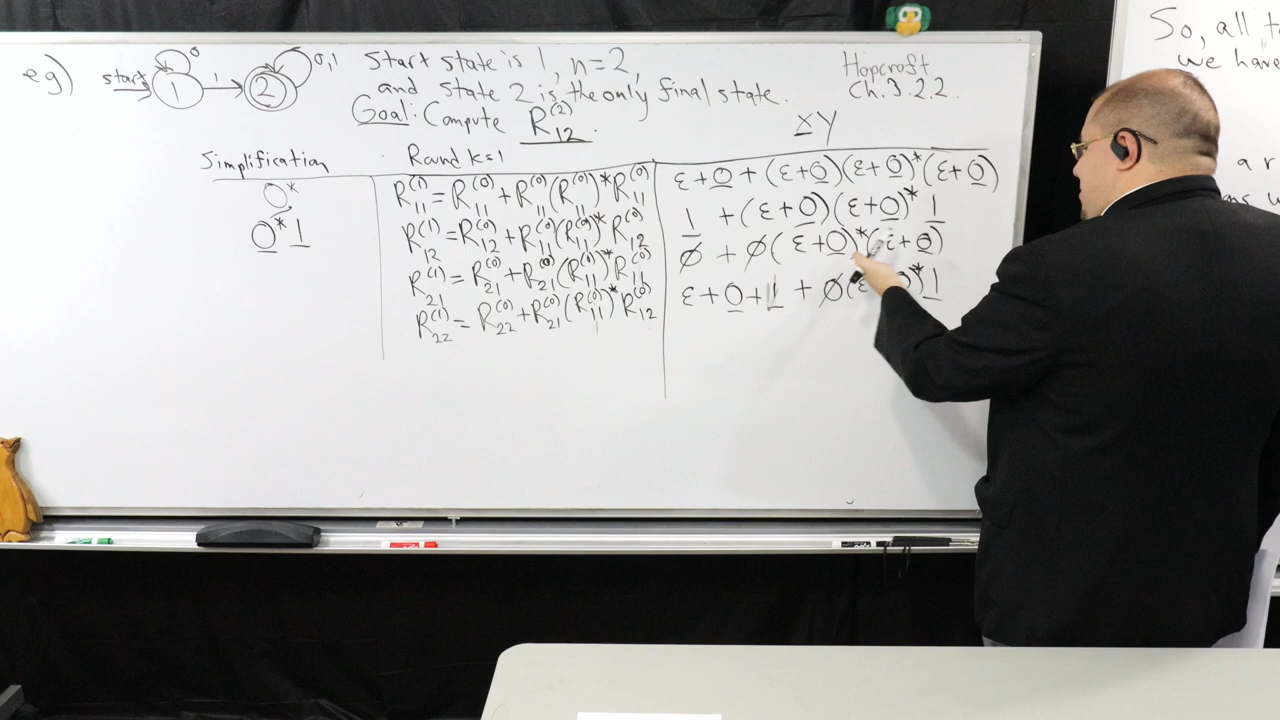 eg) start 0 1 1 2 0,1
Start state is 1, n=2,
and state 2 is the only final state.
Goal: Compute R₁₂⁽²⁾.
Hopcroft
Ch.3.2.2.
XY
Simplification Round k=1
0* R₁₁⁽¹⁾=R₁₁⁽⁰⁾+R₁₁⁽⁰⁾(R₁₁⁽⁰⁾)*R₁₁⁽⁰⁾ ε+0+(ε+0)(ε+0)*(ε+0)
0*1 R₁₂⁽¹⁾=R₁₂⁽⁰⁾+R₁₁⁽⁰⁾(R₁₁⁽⁰⁾)*R₁₂⁽⁰⁾ 1 +(ε+0)(ε+0)*1
R₂₁⁽¹⁾=R₂₁⁽⁰⁾+R₂₁⁽⁰⁾(R₁₁⁽⁰⁾)*R₁₁⁽⁰⁾ ∅ + ∅(ε+0)*(ε+0)
R₂₂⁽¹⁾=R₂₂⁽⁰⁾+R₂₁⁽⁰⁾(R₁₁⁽⁰⁾)*R₁₂⁽⁰⁾ ε+0+1 + ∅(ε 0)*1
So, all
we have